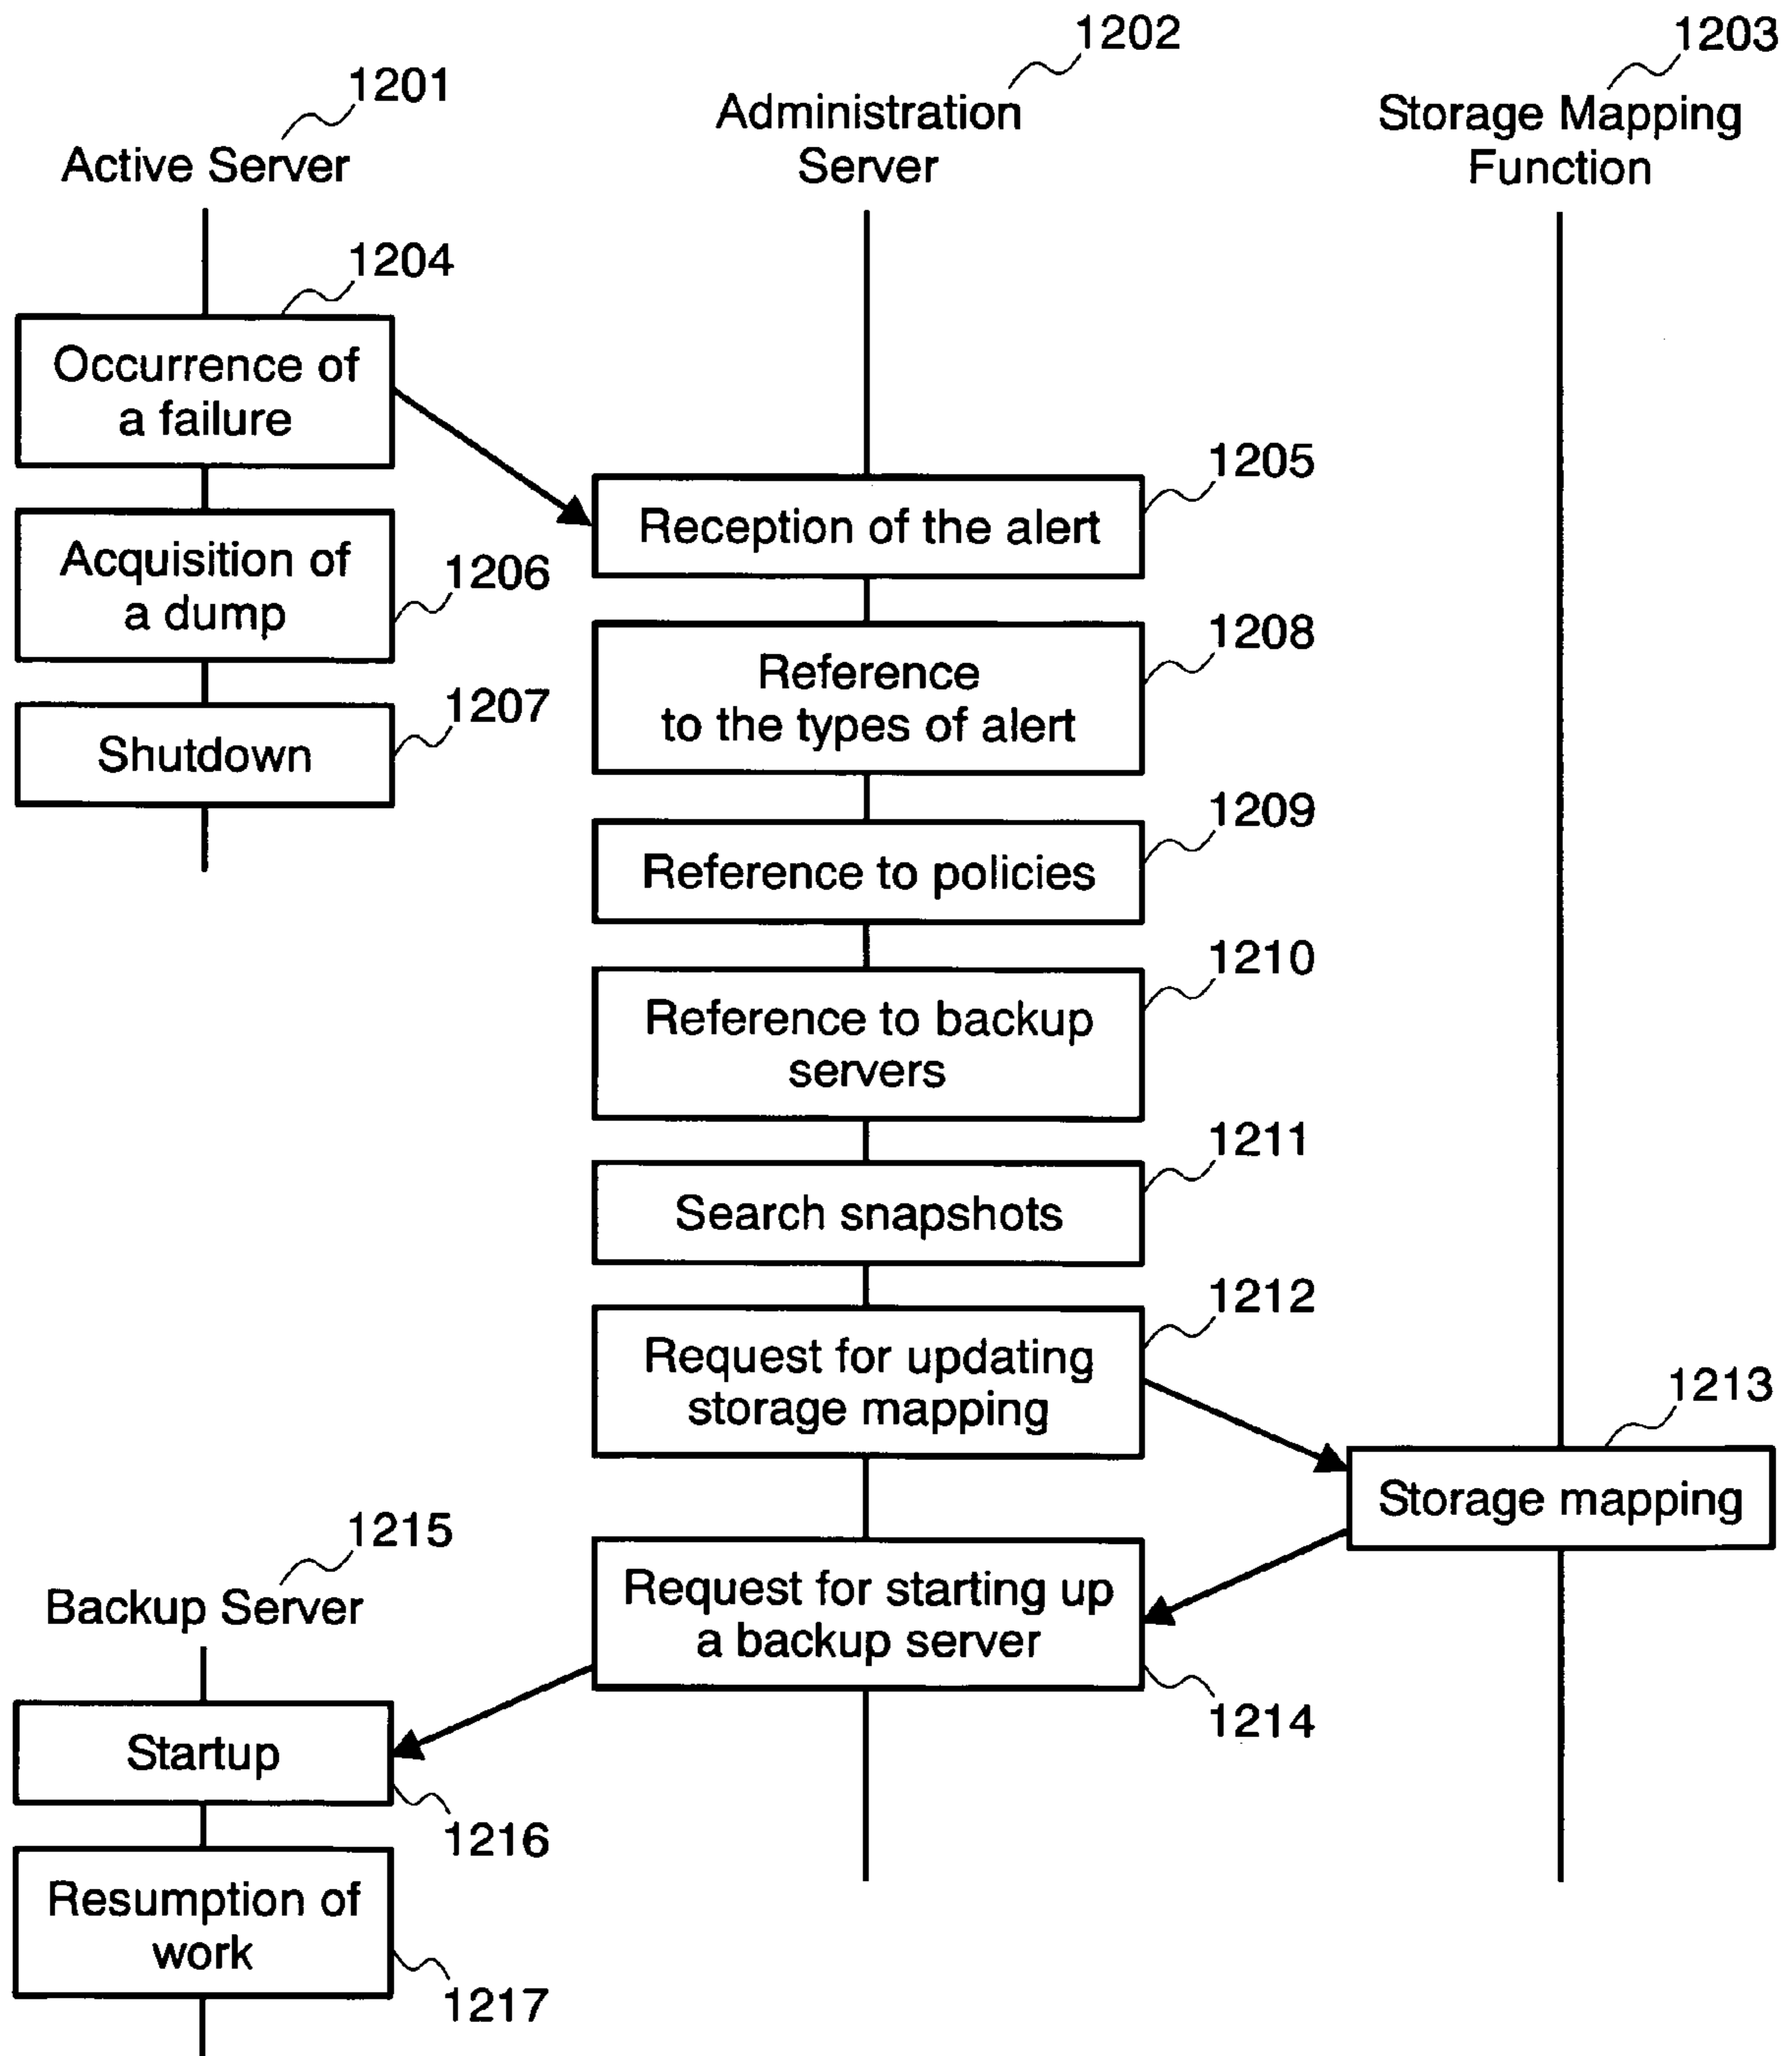 1202
1203
1201
Administration
Server
Storage Mapping
Function
Active Server
1204
Occurrence of
a failure
1205
Reception of the alert
Acquisition of
a dump
1206
1208
Reference
to the types of alert
1207
Shutdown
1209
Reference to policies
1210
Reference to backup
servers
1211
Search snapshots
1212
Request for updating
storage mapping
1213
Storage mapping
1215
Backup Server
Request for starting up
a backup server
1214
Startup
1216
Resumption of
work
1217